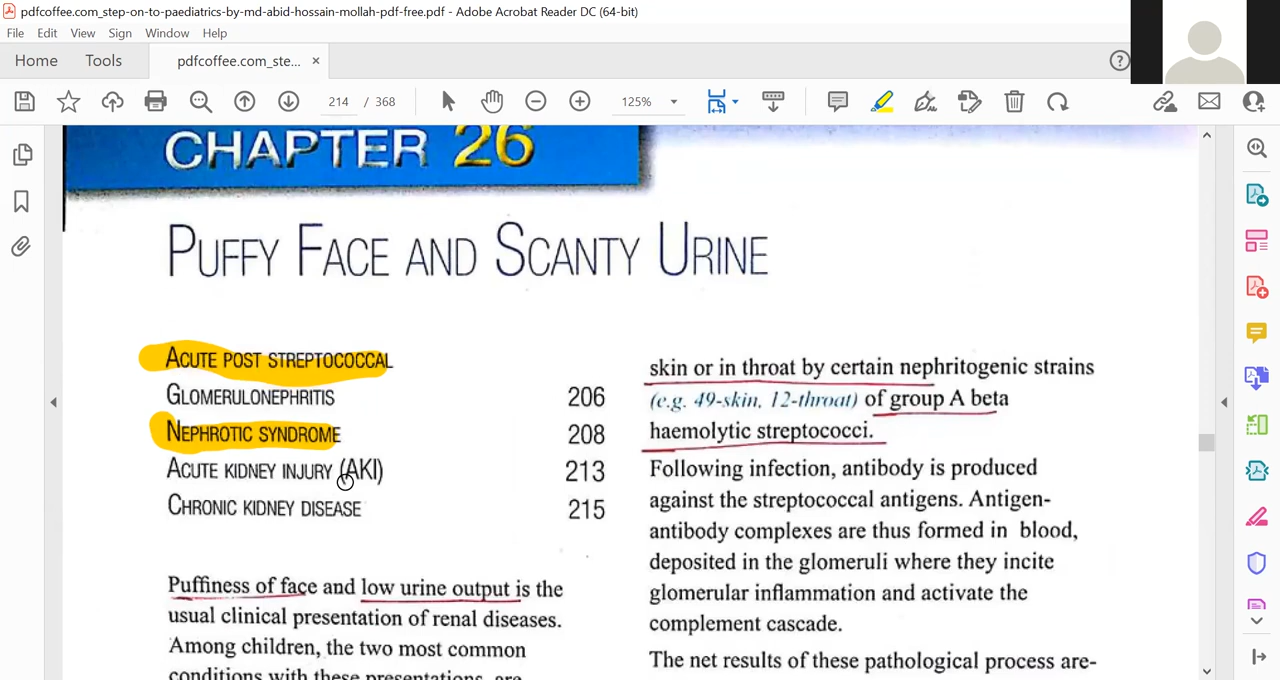 pdfcoffee.com_step-on-to-paediatrics-by-md-abid-hossain-mollah-pdf-free.pdf - Adobe Acrobat Reader DC (64-bit)
File Edit View Sign Window Help
Home Tools pdfcoffee.com_ste... ×
214 / 368 125%
CHAPTER 26
PUFFY FACE AND SCANTY URINE
ACUTE POST STREPTOCOCCAL
GLOMERULONEPHRITIS 206
NEPHROTIC SYNDROME 208
ACUTE KIDNEY INJURY (AKI) 213
CHRONIC KIDNEY DISEASE 215
Puffiness of face and low urine output is the
usual clinical presentation of renal diseases.
Among children, the two most common
conditions with these presentations, are
skin or in throat by certain nephritogenic strains
(e.g. 49-skin, 12-throat) of group A beta
haemolytic streptococci.
Following infection, antibody is produced
against the streptococcal antigens. Antigen-
antibody complexes are thus formed in blood,
deposited in the glomeruli where they incite
glomerular inflammation and activate the
complement cascade.
The net results of these pathological process are-